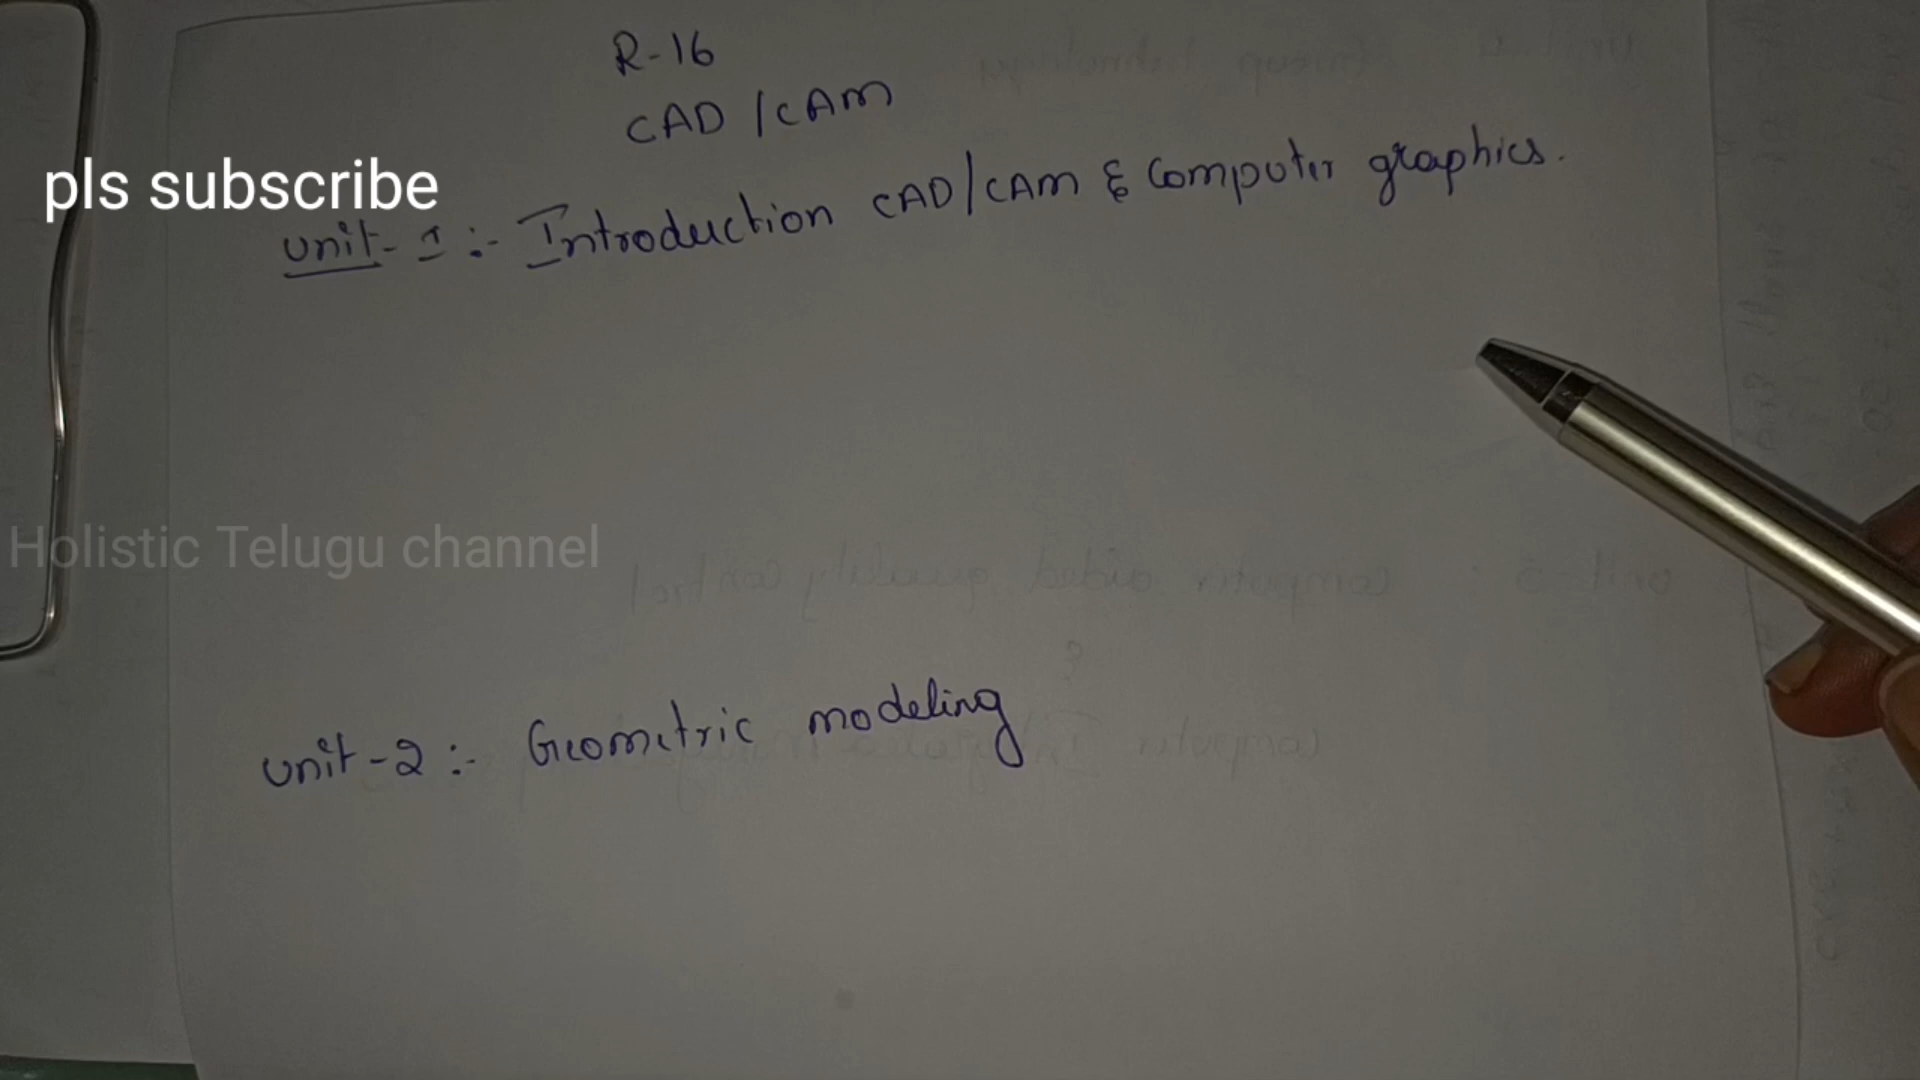 R-16
CAD / CAM
pls subscribe
unit-1 :- Introduction CAD/CAM & Computer graphics.
Holistic Telugu channel
unit-2 :- Geometric modeling